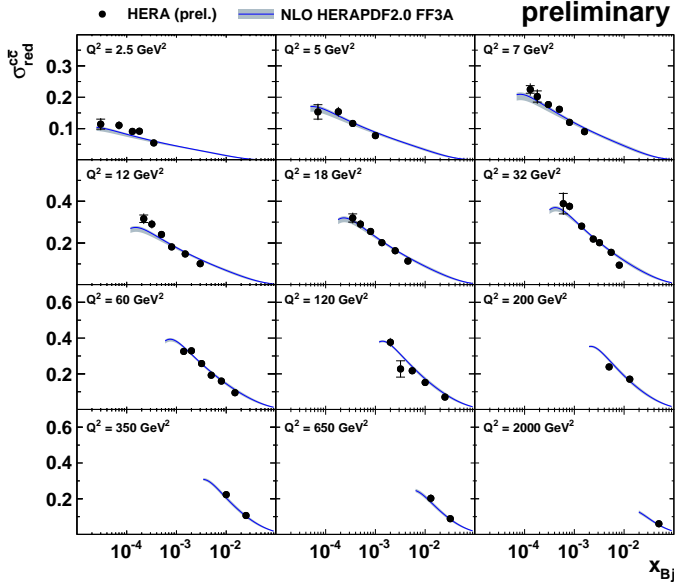 HERA (prel.) NLO HERAPDF2.0 FF3A preliminary
σ_red^cc̄
Q² = 2.5 GeV² Q² = 5 GeV² Q² = 7 GeV²
0.3
0.2
0.1
Q² = 12 GeV² Q² = 18 GeV² Q² = 32 GeV²
0.4
0.2
Q² = 60 GeV² Q² = 120 GeV² Q² = 200 GeV²
0.6
0.4
0.2
Q² = 350 GeV² Q² = 650 GeV² Q² = 2000 GeV²
0.6
0.4
0.2
10⁻⁴ 10⁻³ 10⁻² 10⁻⁴ 10⁻³ 10⁻² 10⁻⁴ 10⁻³ 10⁻²
x_Bj